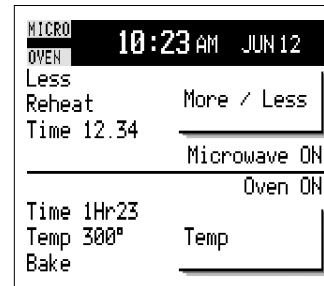 MICRO
OVEN
10:23 AM JUN 12
Less
Reheat
Time 12.34
More / Less
Microwave ON
Oven ON
Time 1Hr23
Temp 300°
Bake
Temp